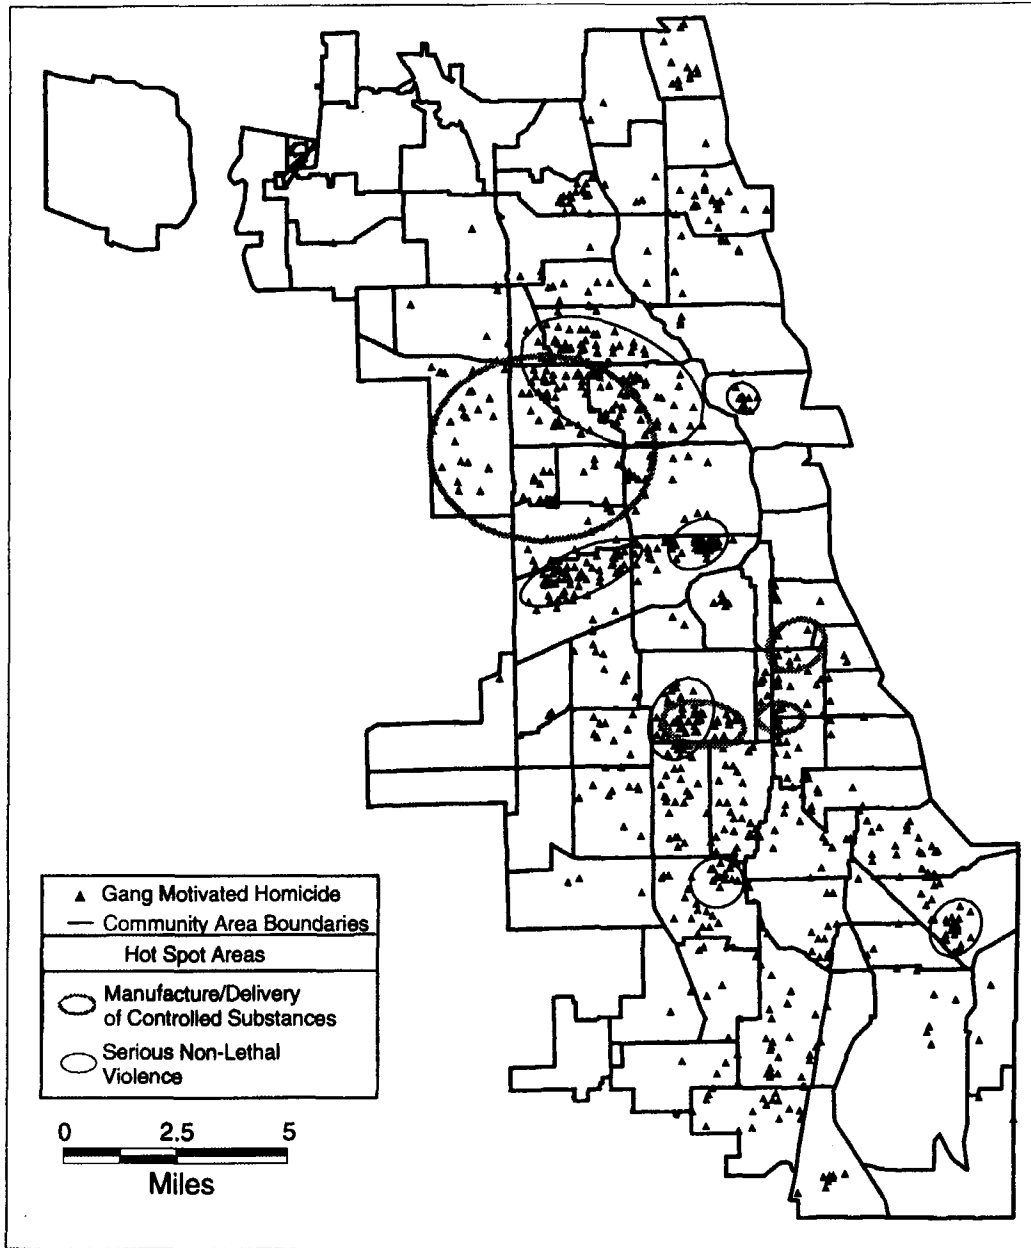 Gang Motivated Homicide
Community Area Boundaries
Hot Spot Areas
Manufacture/Delivery
of Controlled Substances
Serious Non-Lethal
Violence
0 2.5 5
Miles